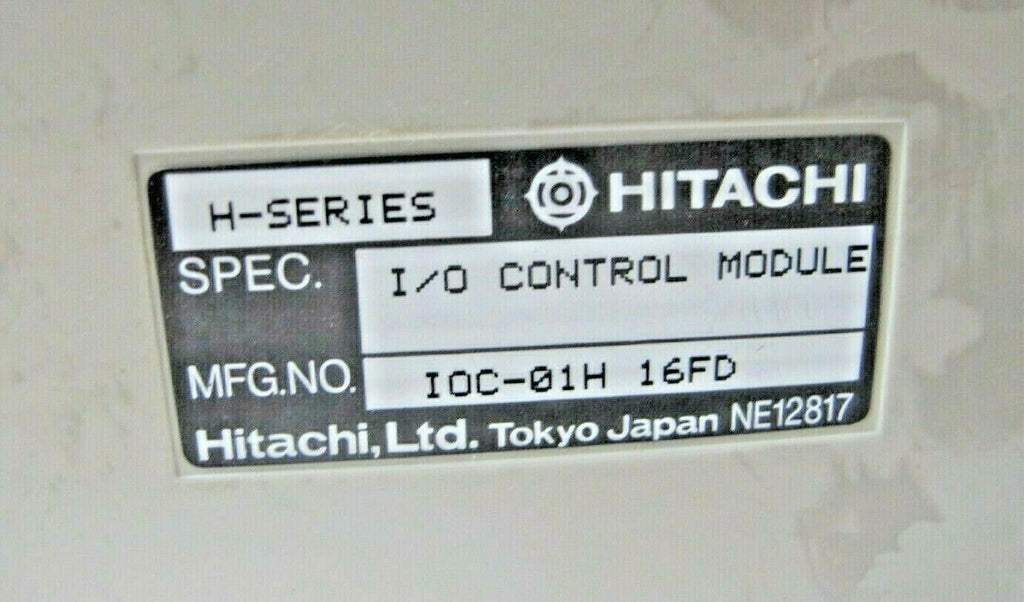 H-SERIES HITACHI
SPEC. I/O CONTROL MODULE
MFG.NO. IOC-01H 16FD
Hitachi,Ltd. Tokyo Japan NE12817